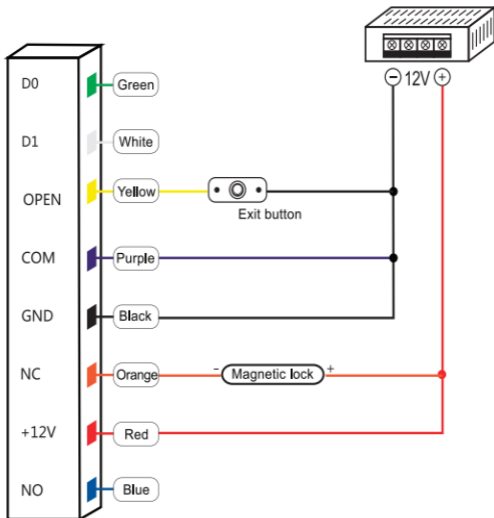 − 12V +
D0 Green
D1 White
OPEN Yellow
Exit button
COM Purple
GND Black
NC Orange - Magnetic lock +
+12V Red
NO Blue